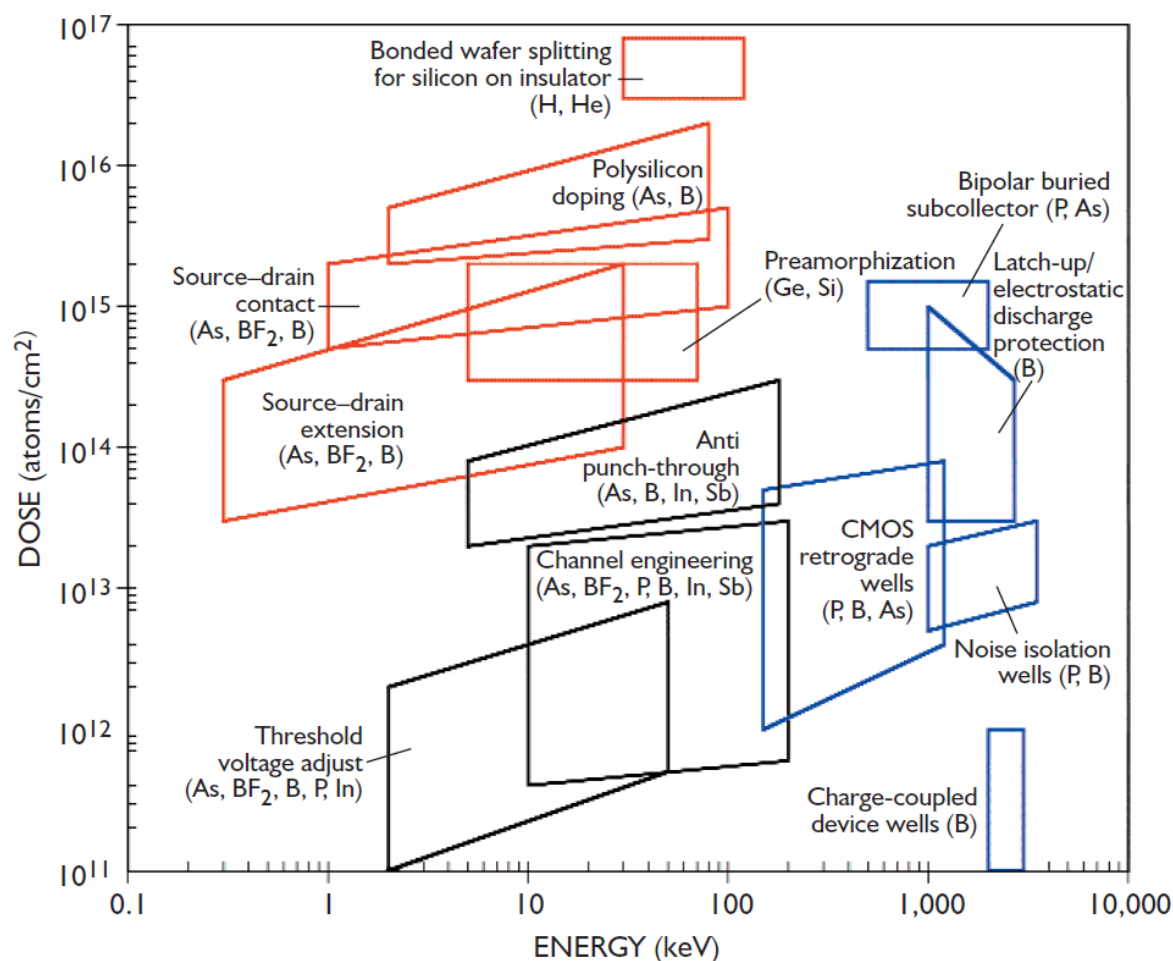 10¹⁷
Bonded wafer splitting
for silicon on insulator
(H, He)
10¹⁶
Polysilicon
doping (As, B)
Bipolar buried
subcollector (P, As)
Source–drain
contact
(As, BF₂, B)
Preamorphization
(Ge, Si)
Latch-up/
electrostatic
discharge
protection
(B)
10¹⁵
Source–drain
extension
(As, BF₂, B)
10¹⁴
Anti
punch-through
(As, B, In, Sb)
DOSE (atoms/cm²)
Channel engineering
(As, BF₂, P, B, In, Sb)
CMOS
retrograde
wells
(P, B, As)
10¹³
Noise isolation
wells (P, B)
10¹²
Threshold
voltage adjust
(As, BF₂, B, P, In)
Charge-coupled
device wells (B)
10¹¹
0.1 1 10 100 1,000 10,000
ENERGY (keV)